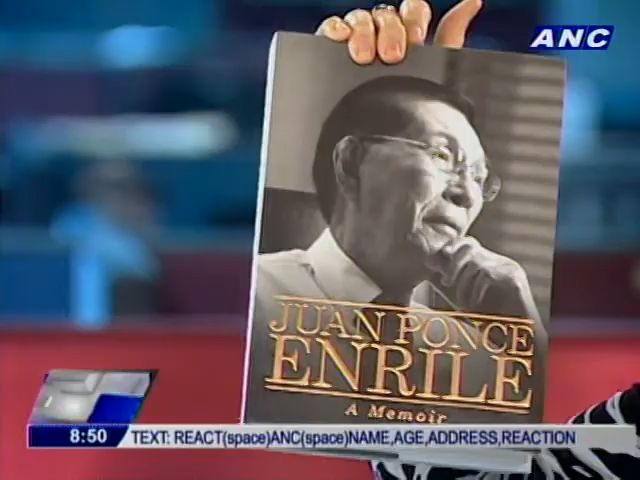 ANC
JUAN PONCE
ENRILE
A Memoir
8:50 TEXT: REACT(space)ANC(space)NAME,AGE,ADDRESS,REACTION